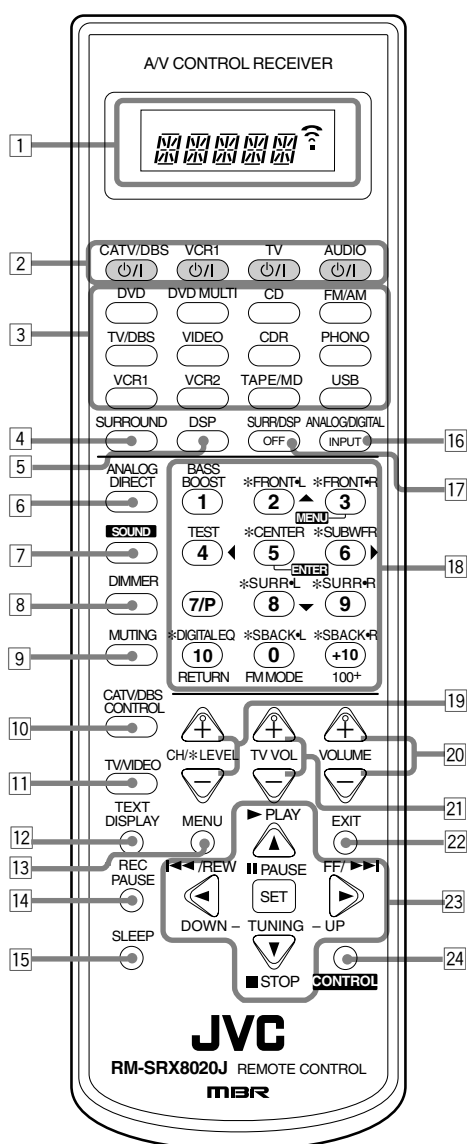 A/V CONTROL RECEIVER
1
2
CATV/DBS VCR1 TV AUDIO
3
DVD DVD MULTI CD FM/AM
TV/DBS VIDEO CDR PHONO
VCR1 VCR2 TAPE/MD USB
4
SURROUND DSP SURR/DSP ANALOG/DIGITAL
OFF INPUT
16
5
17
6
ANALOG DIRECT
BASS BOOST
*FRONT•L *FRONT•R
1 2 3
MENU
7
SOUND
TEST *CENTER *SUBWFR
4 5 6
ENTER
18
8
DIMMER
*SURR•L *SURR•R
7/P 8 9
9
MUTING
*DIGITAL EQ *SBACK•L *SBACK•R
10 0 +10
RETURN FM MODE 100+
10
CATV/DBS CONTROL
19
CH/*LEVEL TV VOL VOLUME
20
11
TV/VIDEO
21
12
TEXT DISPLAY
MENU
PLAY
EXIT
22
13
REC PAUSE
/REW
PAUSE
FF/
14
SET
23
DOWN – TUNING – UP
15
SLEEP
STOP
CONTROL
24
JVC
RM-SRX8020J REMOTE CONTROL
MBR